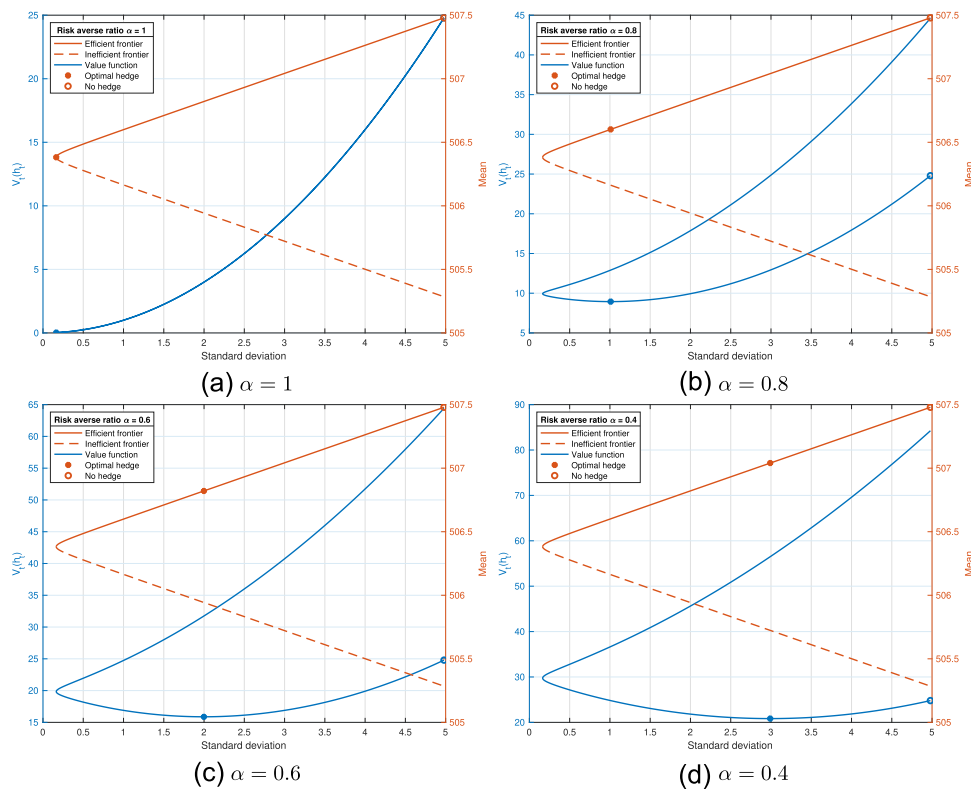 Risk averse ratio α = 1
Efficient frontier
Inefficient frontier
Value function
Optimal hedge
No hedge
25
20
15
10
5
0
V_t(h_t)
507.5
507
506.5
506
505.5
505
Mean
0 0.5 1 1.5 2 2.5 3 3.5 4 4.5 5
Standard deviation
(a) α = 1
Risk averse ratio α = 0.8
Efficient frontier
Inefficient frontier
Value function
Optimal hedge
No hedge
45
40
35
30
25
20
15
10
5
V_t(h_t)
507.5
507
506.5
506
505.5
505
Mean
0 0.5 1 1.5 2 2.5 3 3.5 4 4.5 5
Standard deviation
(b) α = 0.8
Risk averse ratio α = 0.6
Efficient frontier
Inefficient frontier
Value function
Optimal hedge
No hedge
65
60
55
50
45
40
35
30
25
20
15
V_t(h_t)
507.5
507
506.5
506
505.5
505
Mean
0 0.5 1 1.5 2 2.5 3 3.5 4 4.5 5
Standard deviation
(c) α = 0.6
Risk averse ratio α = 0.4
Efficient frontier
Inefficient frontier
Value function
Optimal hedge
No hedge
90
80
70
60
50
40
30
20
V_t(h_t)
507.5
507
506.5
506
505.5
505
Mean
0 0.5 1 1.5 2 2.5 3 3.5 4 4.5 5
Standard deviation
(d) α = 0.4